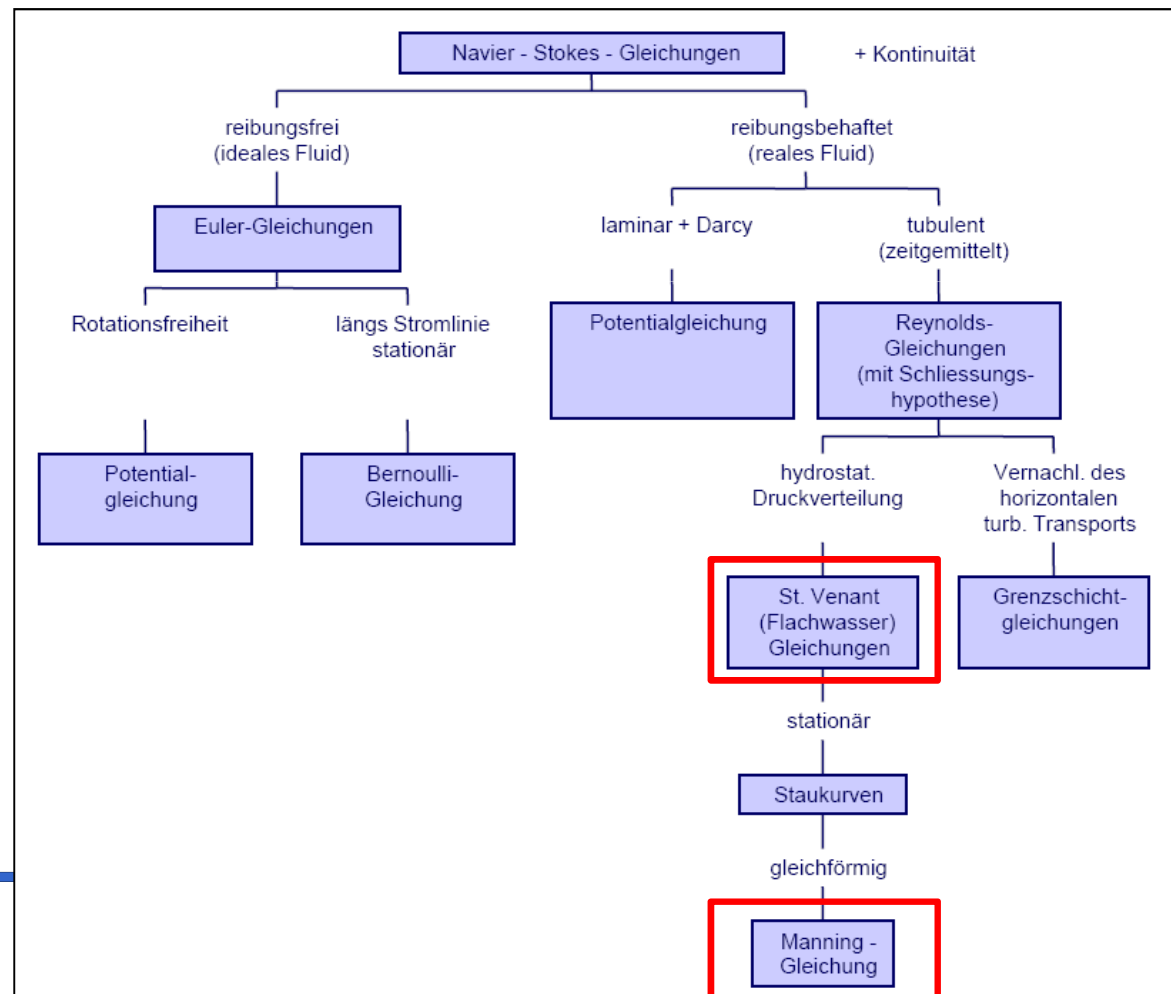 Navier - Stokes - Gleichungen
+ Kontinuität
reibungsfrei
(ideales Fluid)
reibungsbehaftet
(reales Fluid)
Euler-Gleichungen
laminar + Darcy
tubulent
(zeitgemittelt)
Rotationsfreiheit
längs Stromlinie
stationär
Potentialgleichung
Reynolds-
Gleichungen
(mit Schliessungs-
hypothese)
Potential-
gleichung
Bernoulli-
Gleichung
hydrostat.
Druckverteilung
Vernachl. des
horizontalen
turb. Transports
St. Venant
(Flachwasser)
Gleichungen
Grenzschicht-
gleichungen
stationär
Staukurven
gleichförmig
Manning -
Gleichung